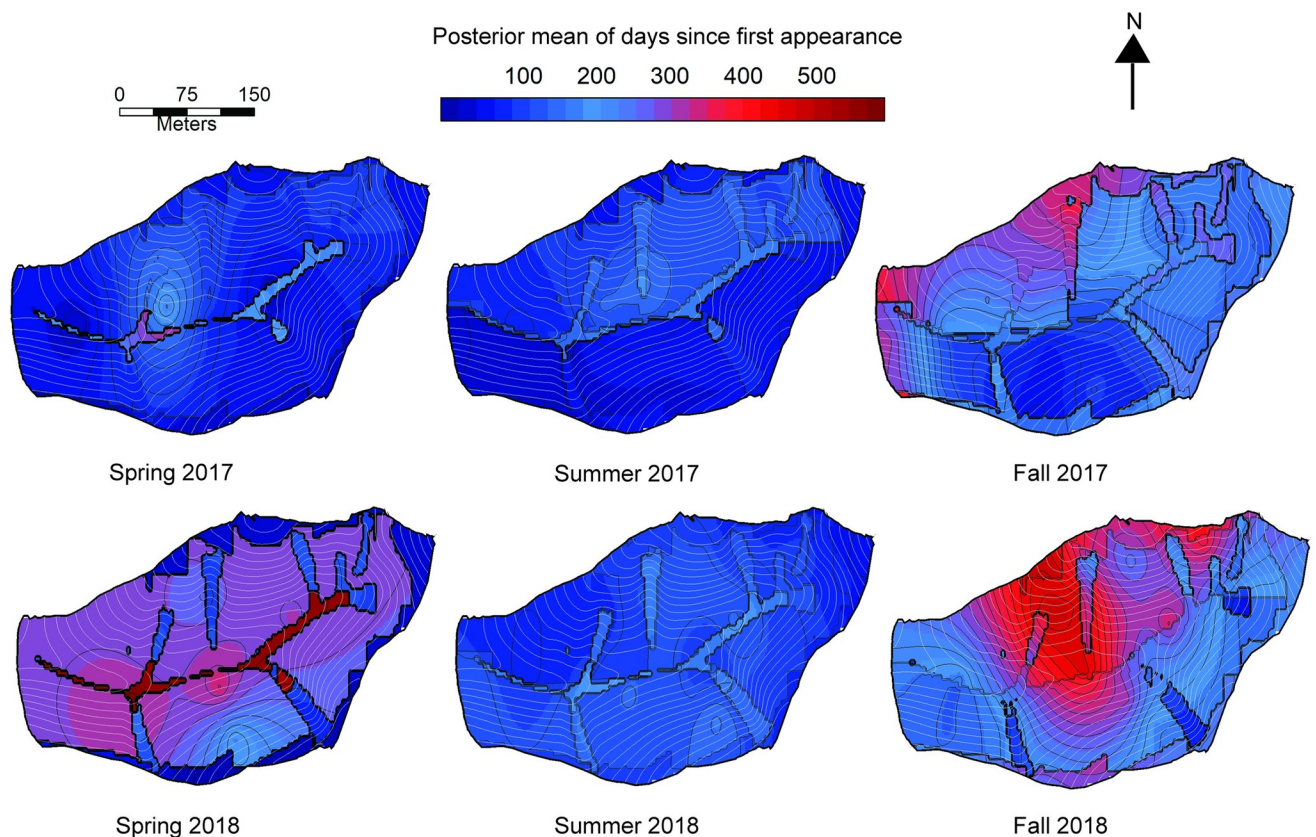 Posterior mean of days since first appearance
N
0 75 150
Meters
100 200 300 400 500
Spring 2017
Summer 2017
Fall 2017
Spring 2018
Summer 2018
Fall 2018